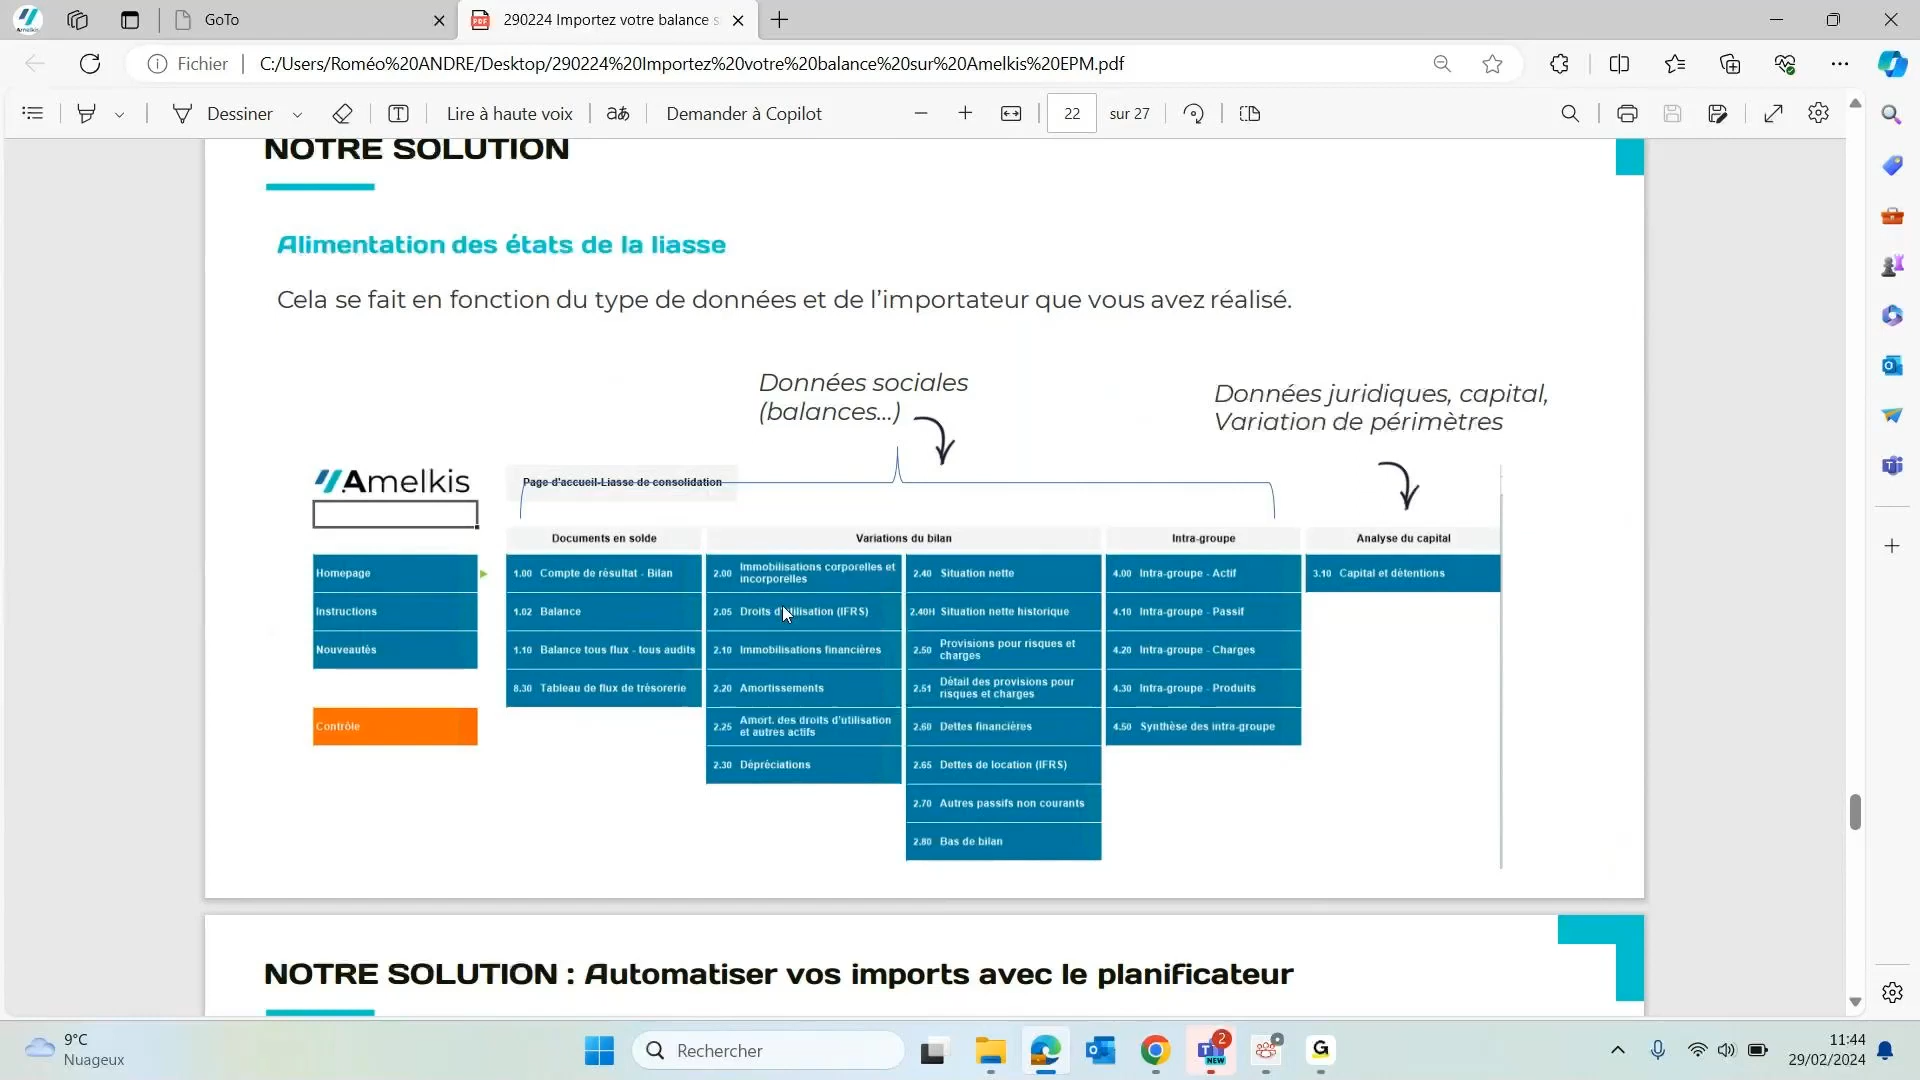 Amelkis
GoTo
290224 Importez votre balance s
Fichier
C:/Users/Roméo%20ANDRE/Desktop/290224%20Importez%20votre%20balance%20sur%20Amelkis%20EPM.pdf
Dessiner
Lire à haute voix
aあ
Demander à Copilot
22
sur 27
NOTRE SOLUTION
Alimentation des états de la liasse
Cela se fait en fonction du type de données et de l’importateur que vous avez réalisé.
Données sociales
(balances...)
Données juridiques, capital,
Variation de périmètres
Amelkis
Page d'accueil-Liasse de consolidation
Documents en solde
Variations du bilan
Intra-groupe
Analyse du capital
Homepage
Instructions
Nouveautés
Contrôle
1.00 Compte de résultat - Bilan
1.02 Balance
1.10 Balance tous flux - tous audits
8.30 Tableau de flux de trésorerie
2.00 Immobilisations corporelles et
incorporelles
2.05 Droits d'utilisation (IFRS)
2.10 Immobilisations financières
2.20 Amortissements
2.25 Amort. des droits d'utilisation
et autres actifs
2.30 Dépréciations
2.40 Situation nette
2.40H Situation nette historique
2.50 Provisions pour risques et
charges
2.51 Détail des provisions pour
risques et charges
2.60 Dettes financières
2.65 Dettes de location (IFRS)
2.70 Autres passifs non courants
2.80 Bas de bilan
4.00 Intra-groupe - Actif
4.10 Intra-groupe - Passif
4.20 Intra-groupe - Charges
4.30 Intra-groupe - Produits
4.50 Synthèse des intra-groupe
3.10 Capital et détentions
NOTRE SOLUTION : Automatiser vos imports avec le planificateur
9°C
Nuageux
Rechercher
2
NEW
11:44
29/02/2024